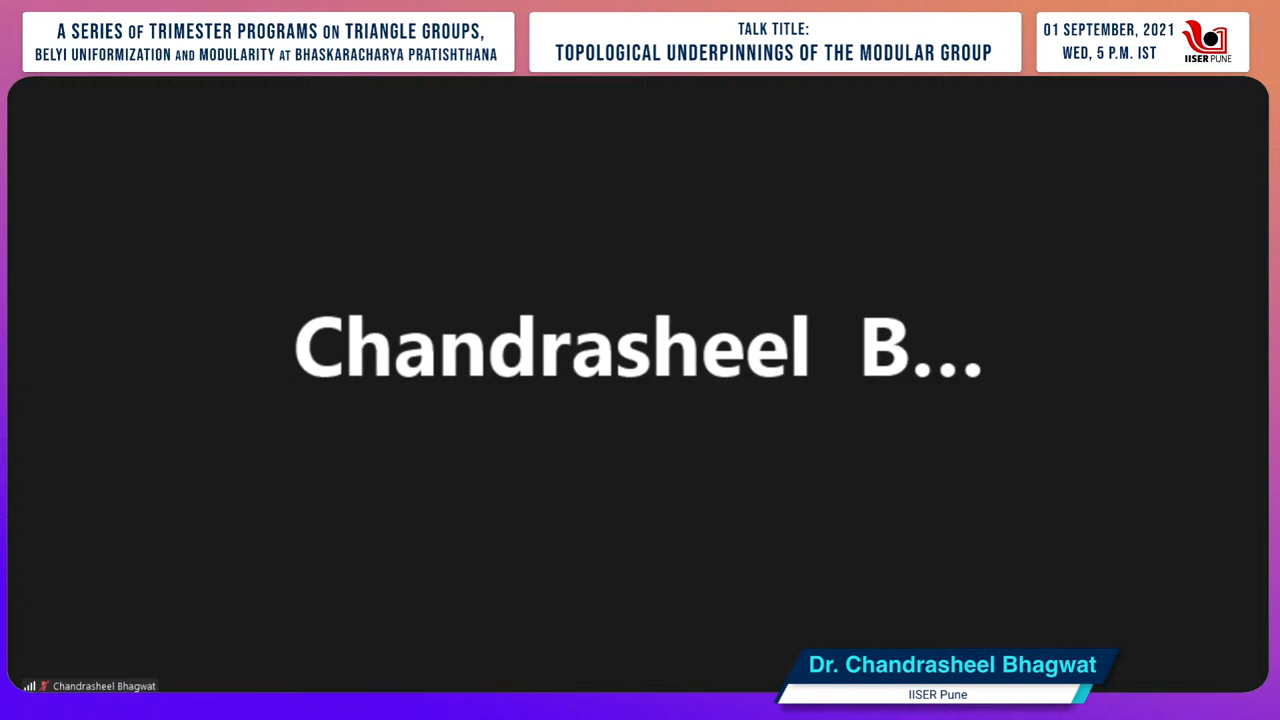 A SERIES OF TRIMESTER PROGRAMS ON TRIANGLE GROUPS,
BELYI UNIFORMIZATION AND MODULARITY AT BHASKARACHARYA PRATISHTHANA
TALK TITLE:
TOPOLOGICAL UNDERPINNINGS OF THE MODULAR GROUP
01 SEPTEMBER, 2021
WED, 5 P.M. IST
IISER PUNE
Chandrasheel B...
Dr. Chandrasheel Bhagwat
IISER Pune
Chandrasheel Bhagwat